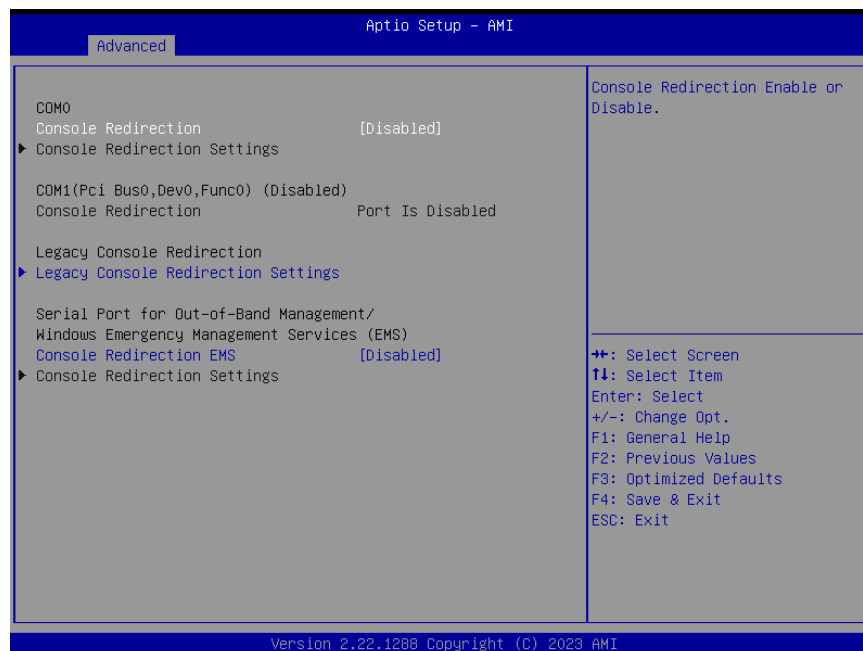 Aptio Setup – AMI
Advanced
COM0
Console Redirection [Disabled]
Console Redirection Settings
COM1(Pci Bus0,Dev0,Func0) (Disabled)
Console Redirection Port Is Disabled
Legacy Console Redirection
Legacy Console Redirection Settings
Serial Port for Out-of-Band Management/
Windows Emergency Management Services (EMS)
Console Redirection EMS [Disabled]
Console Redirection Settings
Console Redirection Enable or
Disable.
→←: Select Screen
↑↓: Select Item
Enter: Select
+/-: Change Opt.
F1: General Help
F2: Previous Values
F3: Optimized Defaults
F4: Save & Exit
ESC: Exit
Version 2.22.1288 Copyright (C) 2023 AMI